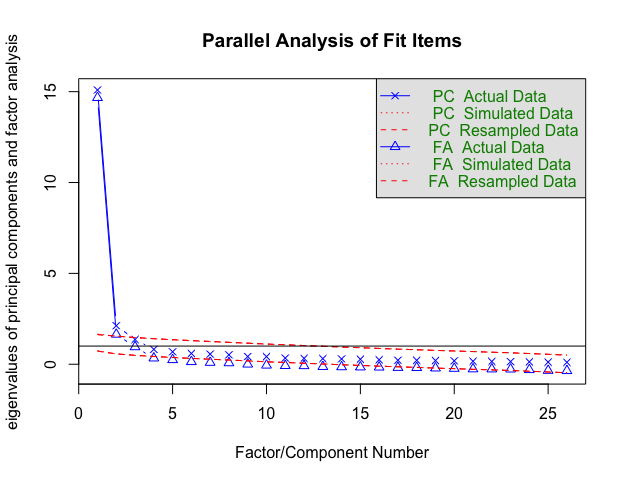 Parallel Analysis of Fit Items
eigenvalues of principal components and factor analysis
15
10
5
0
PC Actual Data
PC Simulated Data
PC Resampled Data
FA Actual Data
FA Simulated Data
FA Resampled Data
0 5 10 15 20 25
Factor/Component Number